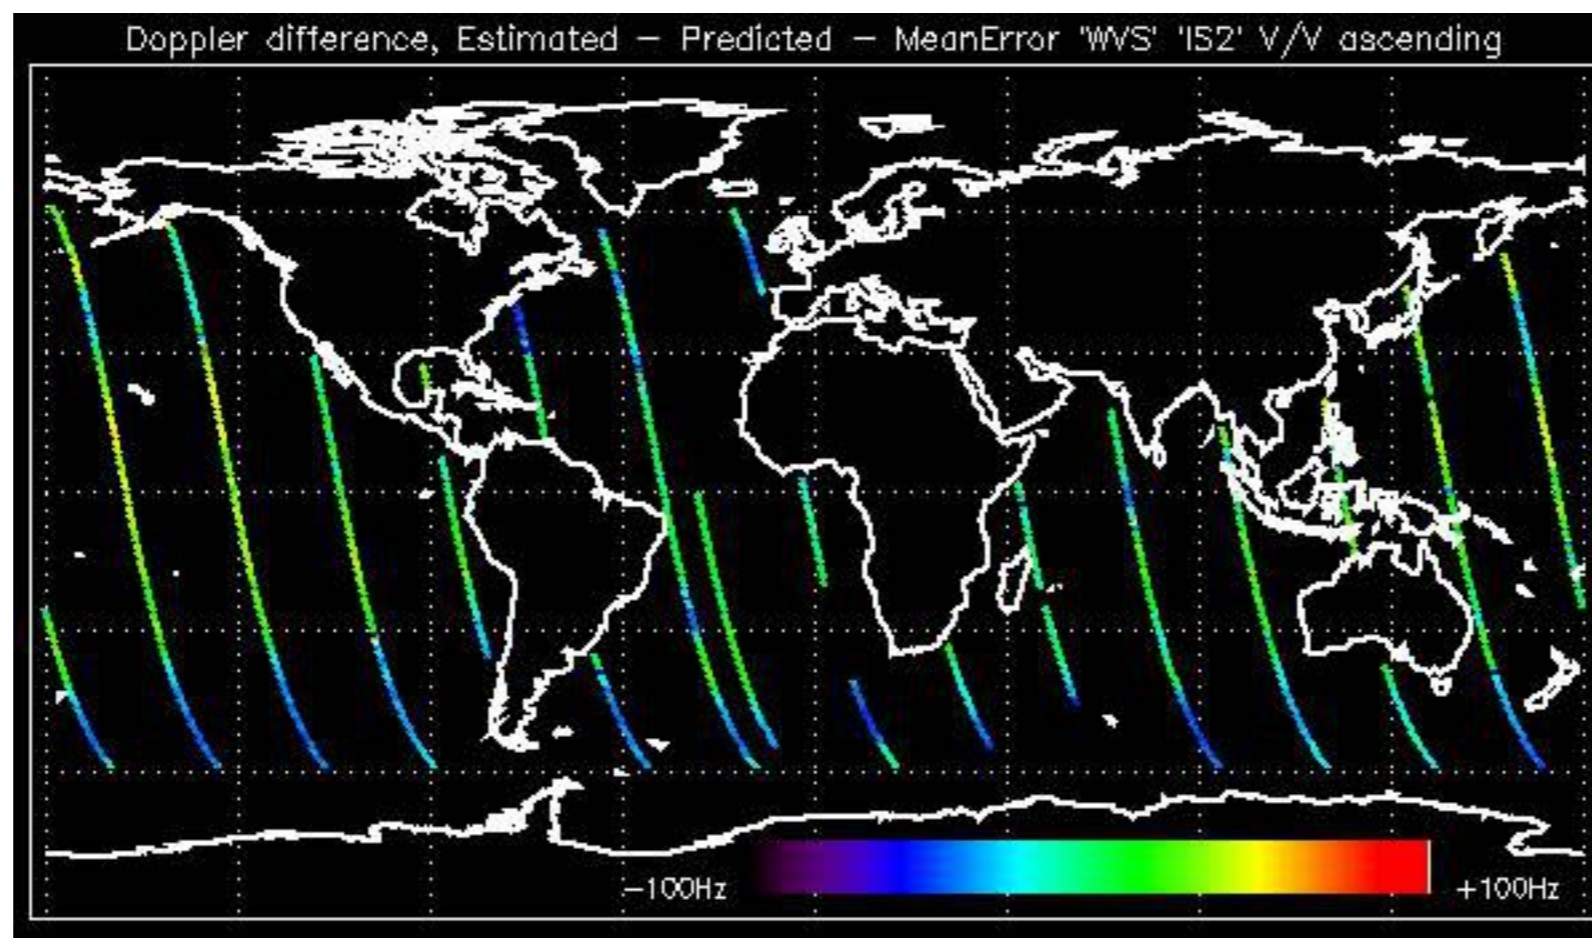 Doppler difference, Estimated – Predicted – MeanError 'WVS' 'IS2' V/V ascending
−100Hz
+100Hz